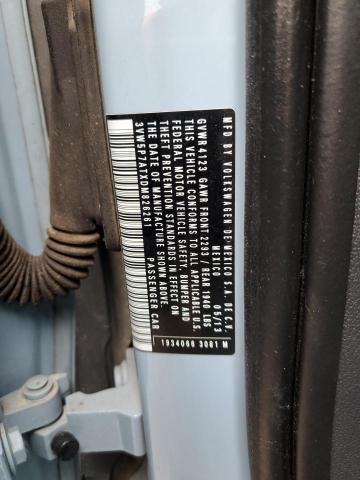 MFD BY VOLKSWAGEN DE MEXICO S.A. DE C.V.
MEXICO 05/13
GVWR 4123 GAWR FRONT 2293 / REAR 1940 LBS
THIS VEHICLE CONFORMS TO ALL APPLICABLE U.S.
FEDERAL MOTOR VEHICLE SAFETY, BUMPER AND
THEFT PREVENTION STANDARDS IN EFFECT ON
THE DATE OF MANUFACTURE SHOWN ABOVE.
3VW5P7ATXDM826261 PASSENGER CAR
1934066 3081 M